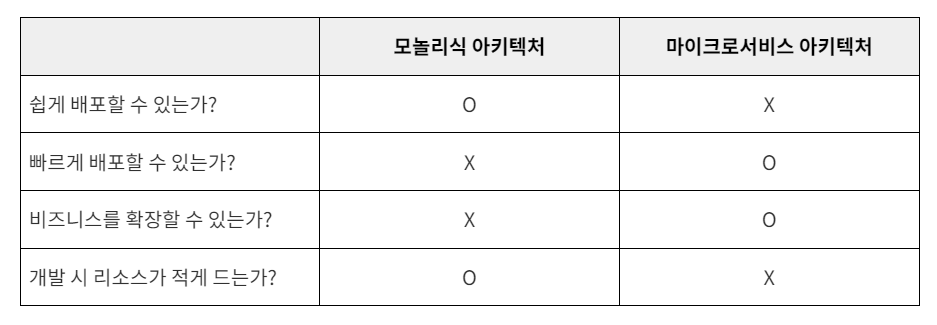 모놀리식 아키텍처 마이크로서비스 아키텍처
쉽게 배포할 수 있는가? O X
빠르게 배포할 수 있는가? X O
비즈니스를 확장할 수 있는가? X O
개발 시 리소스가 적게 드는가? O X